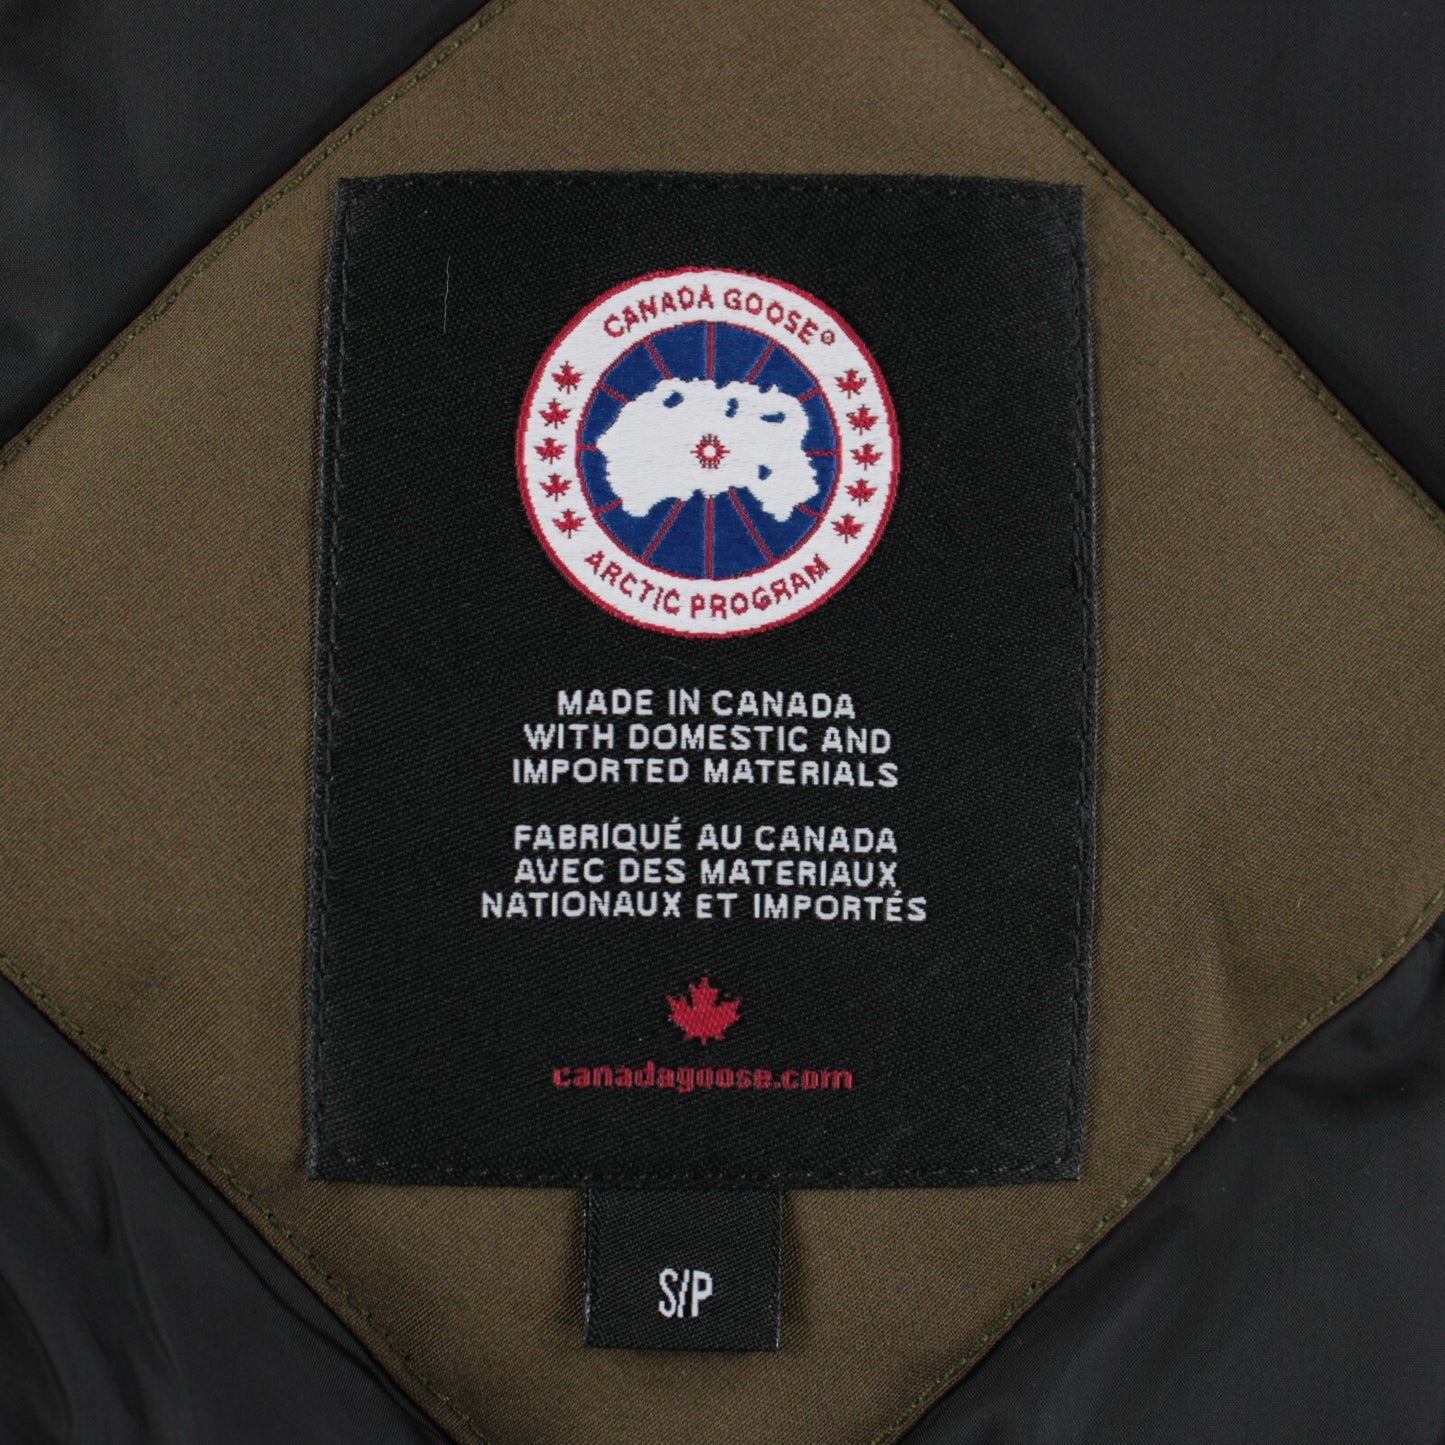 CANADA GOOSE®
ARCTIC PROGRAM
MADE IN CANADA
WITH DOMESTIC AND
IMPORTED MATERIALS
FABRIQUÉ AU CANADA
AVEC DES MATERIAUX
NATIONAUX ET IMPORTÉS
canadagoose.com
S/P